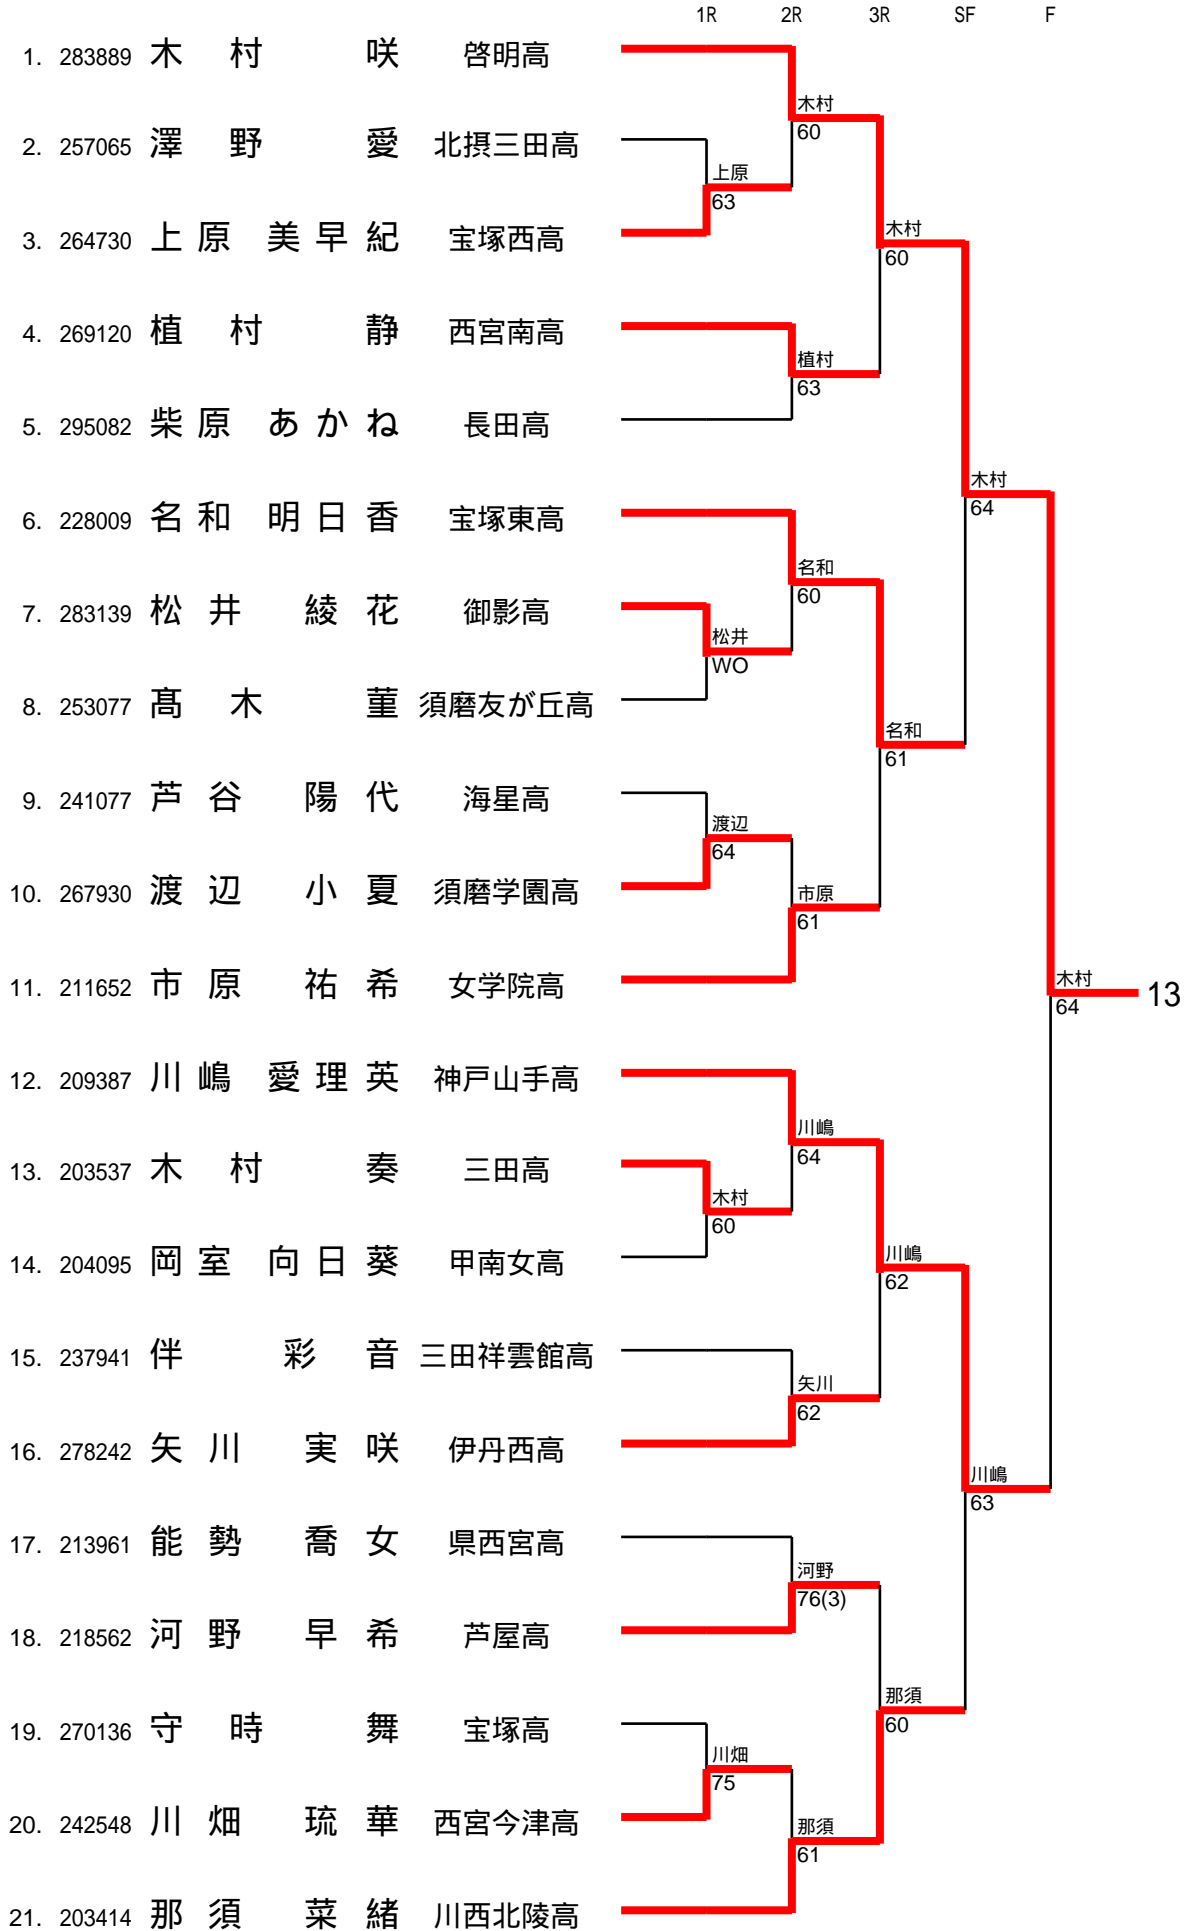 1R 2R 3R SF F
1. 283889 木村 咲 啓明高
木村
2. 257065 澤野 愛 北摂三田高
60
上原
63
3. 264730 上原 美早紀 宝塚西高
木村
60
4. 269120 植村 静 西宮南高
植村
63
5. 295082 柴原 あかね 長田高
木村
64
6. 228009 名和 明日香 宝塚東高
名和
60
7. 283139 松井 綾花 御影高
松井
WO
8. 253077 髙木 菫 須磨友が丘高
名和
61
9. 241077 芦谷 陽代 海星高
渡辺
64
10. 267930 渡辺 小夏 須磨学園高
市原
61
11. 211652 市原 祐希 女学院高
木村
64
13
12. 209387 川嶋 愛理英 神戸山手高
川嶋
64
13. 203537 木村 奏 三田高
木村
60
14. 204095 岡室 向日葵 甲南女高
川嶋
62
15. 237941 伴 彩音 三田祥雲館高
矢川
62
16. 278242 矢川 実咲 伊丹西高
川嶋
63
17. 213961 能勢 喬女 県西宮高
河野
76(3)
18. 218562 河野 早希 芦屋高
那須
60
19. 270136 守時 舞 宝塚高
川畑
75
20. 242548 川畑 琉華 西宮今津高
那須
61
21. 203414 那須 菜緒 川西北陵高